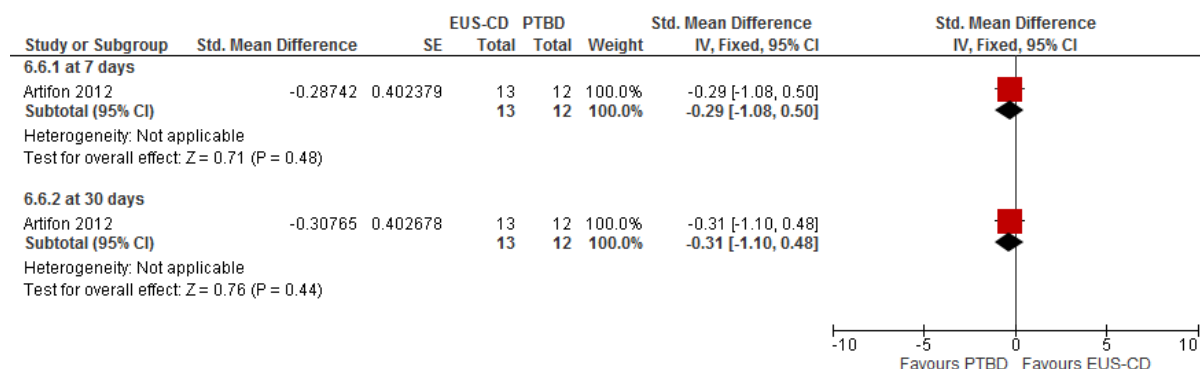 EUS-CD PTBD Std. Mean Difference Std. Mean Difference
Study or Subgroup Std. Mean Difference SE Total Total Weight IV, Fixed, 95% CI IV, Fixed, 95% CI
6.6.1 at 7 days
Artifon 2012 -0.28742 0.402379 13 12 100.0% -0.29 [-1.08, 0.50]
Subtotal (95% CI) 13 12 100.0% -0.29 [-1.08, 0.50]
Heterogeneity: Not applicable
Test for overall effect: Z = 0.71 (P = 0.48)
6.6.2 at 30 days
Artifon 2012 -0.30765 0.402678 13 12 100.0% -0.31 [-1.10, 0.48]
Subtotal (95% CI) 13 12 100.0% -0.31 [-1.10, 0.48]
Heterogeneity: Not applicable
Test for overall effect: Z = 0.76 (P = 0.44)
-10 -5 0 5 10
Favours PTBD Favours EUS-CD